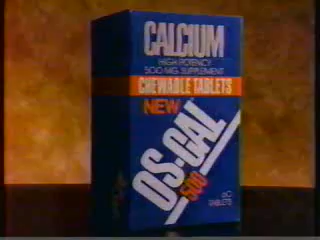 CALCIUM
HIGH POTENCY
500 MG. SUPPLEMENT
CHEWABLE TABLETS
NEW
OS-CAL
500
60
TABLETS